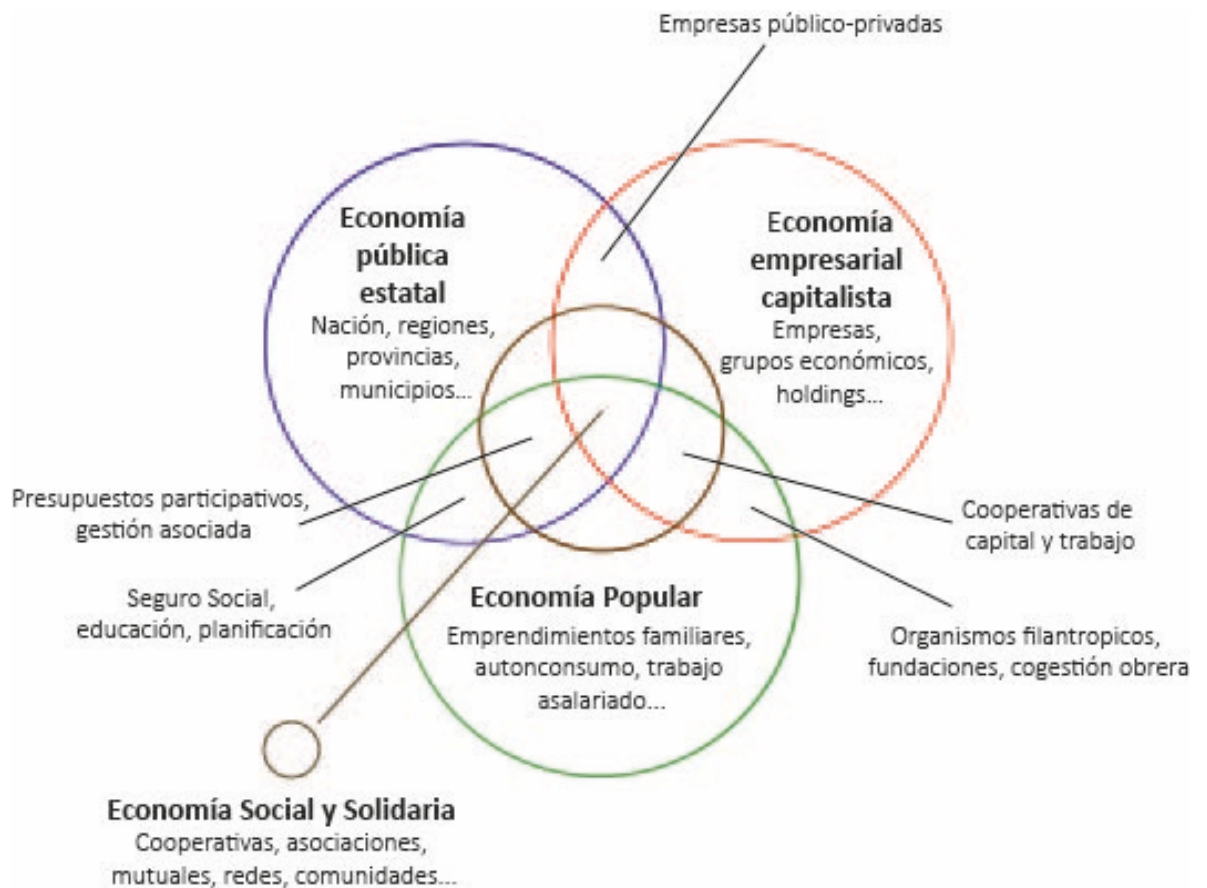 Empresas público-privadas
Economía
pública
estatal
Nación, regiones,
provincias,
municipios...
Economía
empresarial
capitalista
Empresas,
grupos económicos,
holdings...
Presupuestos participativos,
gestión asociada
Cooperativas de
capital y trabajo
Seguro Social,
educación, planificación
Economía Popular
Emprendimientos familiares,
autonconsumo, trabajo
asalariado...
Organismos filantropicos,
fundaciones, cogestión obrera
Economía Social y Solidaria
Cooperativas, asociaciones,
mutuales, redes, comunidades...